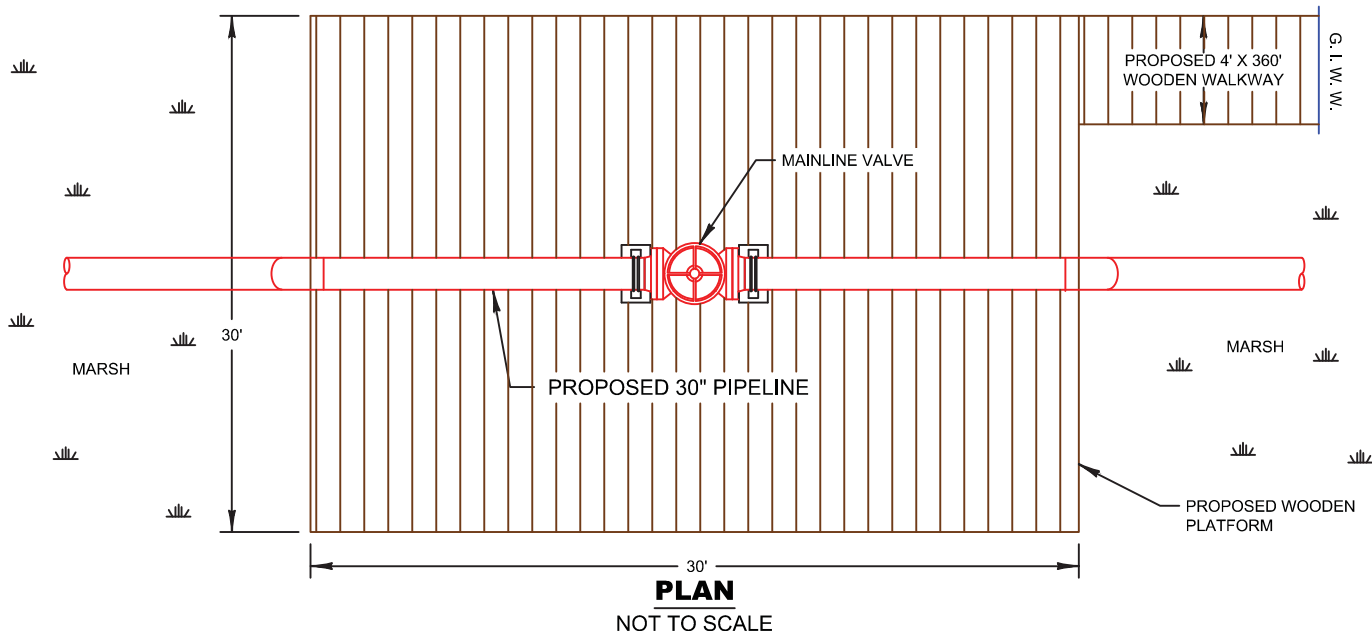 PROPOSED 4' X 360'
WOODEN WALKWAY
G. I. W. W.
MAINLINE VALVE
30'
MARSH
MARSH
PROPOSED 30" PIPELINE
PROPOSED WOODEN
PLATFORM
30'
PLAN
NOT TO SCALE